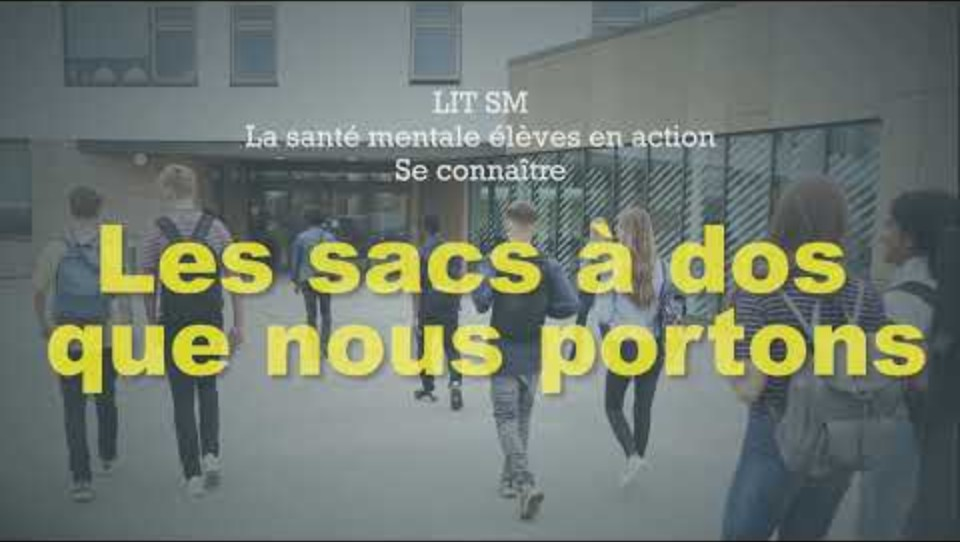 LIT SM
La santé mentale élèves en action
Se connaître
Les sacs à dos
que nous portons